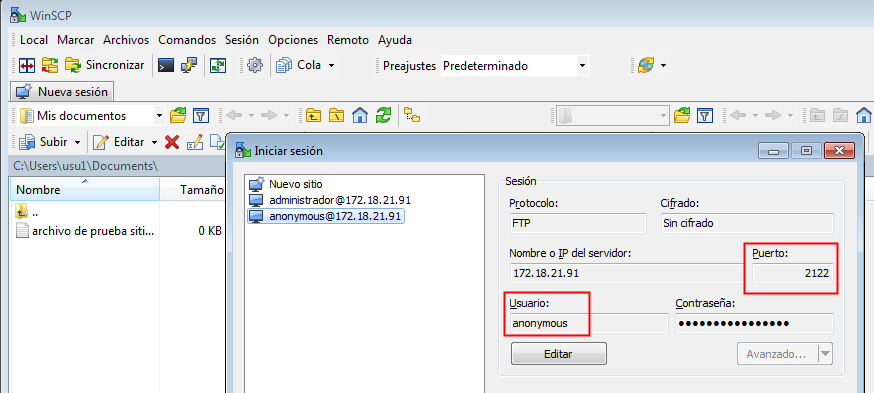 WinSCP
Local Marcar Archivos Comandos Sesión Opciones Remoto Ayuda
Sincronizar Cola Preajustes Predeterminado
Nueva sesión
Mis documentos
Subir Editar
C:\Users\usu1\Documents\
Nombre Tamaño
..
archivo de prueba siti... 0 KB
Iniciar sesión
Nuevo sitio
administrador@172.18.21.91
anonymous@172.18.21.91
Sesión
Protocolo: Cifrado:
FTP Sin cifrado
Nombre o IP del servidor: Puerto:
172.18.21.91 2122
Usuario: Contraseña:
anonymous ●●●●●●●●●●●●●●●●
Editar Avanzado...